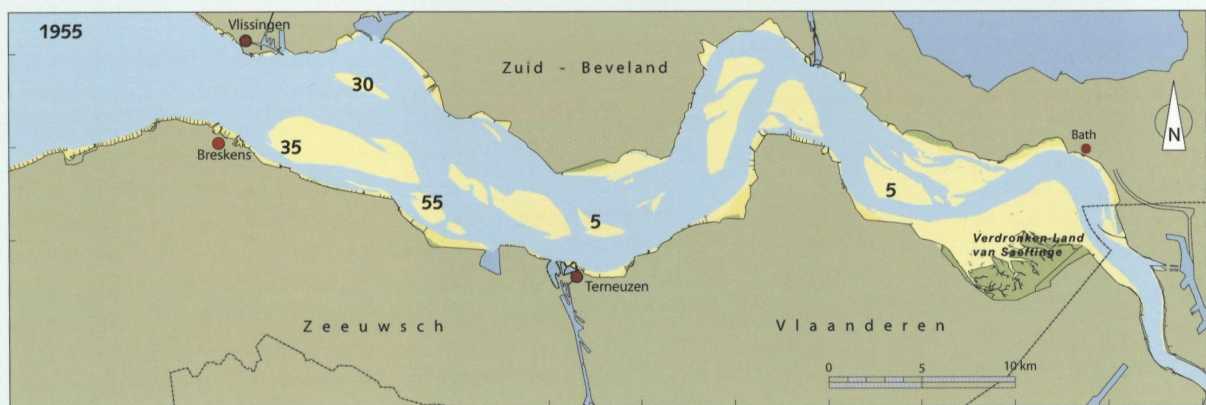 1955
Vlissingen
30
Zuid - Beveland
N
Bath
35
Breskens
55
5
5
Verdronken Land
van Saeftinge
Terneuzen
Zeeuwsch
Vlaanderen
0 5 10 km